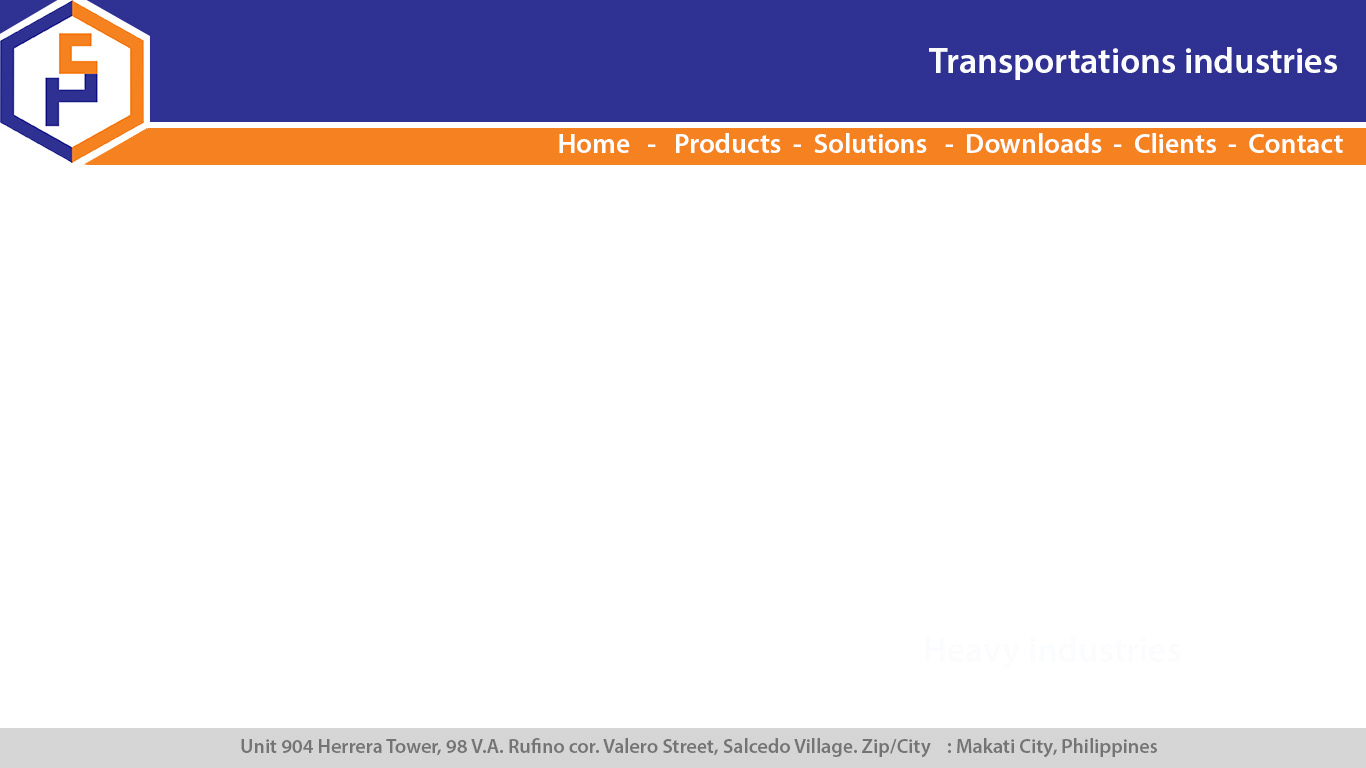 Transportations industries
Home - Products - Solutions - Downloads - Clients - Contact
Heavy Industries
Unit 904 Herrera Tower, 98 V.A. Rufino cor. Valero Street, Salcedo Village. Zip/City : Makati City, Philippines